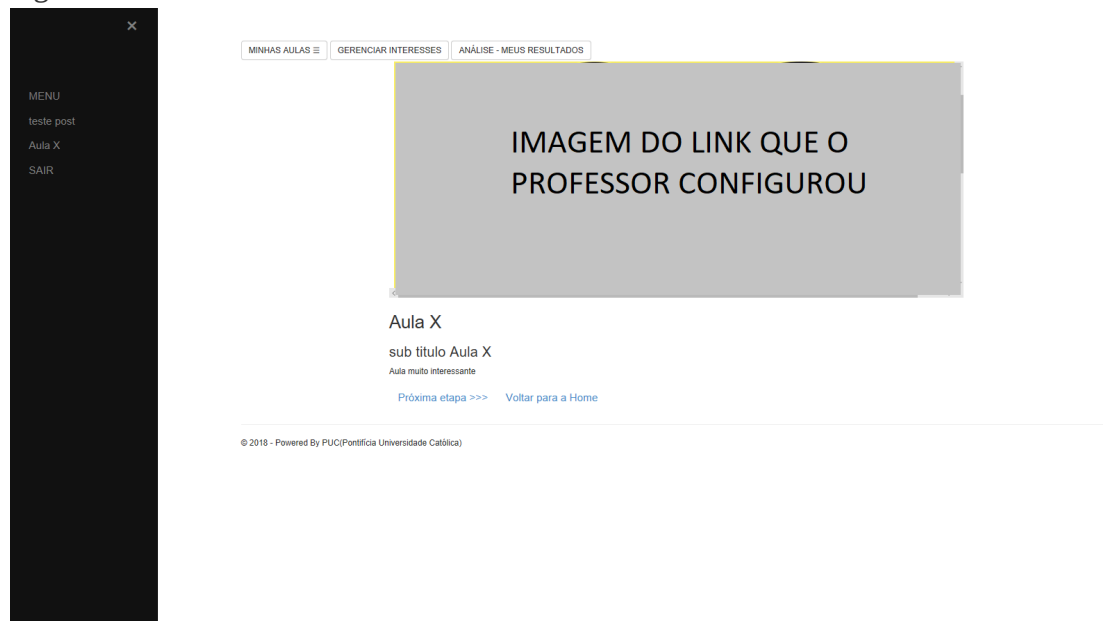 ×
MENU
teste post
Aula X
SAIR
MINHAS AULAS ☰ GERENCIAR INTERESSES ANÁLISE - MEUS RESULTADOS
IMAGEM DO LINK QUE O
PROFESSOR CONFIGUROU
Aula X
sub titulo Aula X
Aula muito interessante
Próxima etapa >>> Voltar para a Home
© 2018 - Powered By PUC(Pontifícia Universidade Católica)